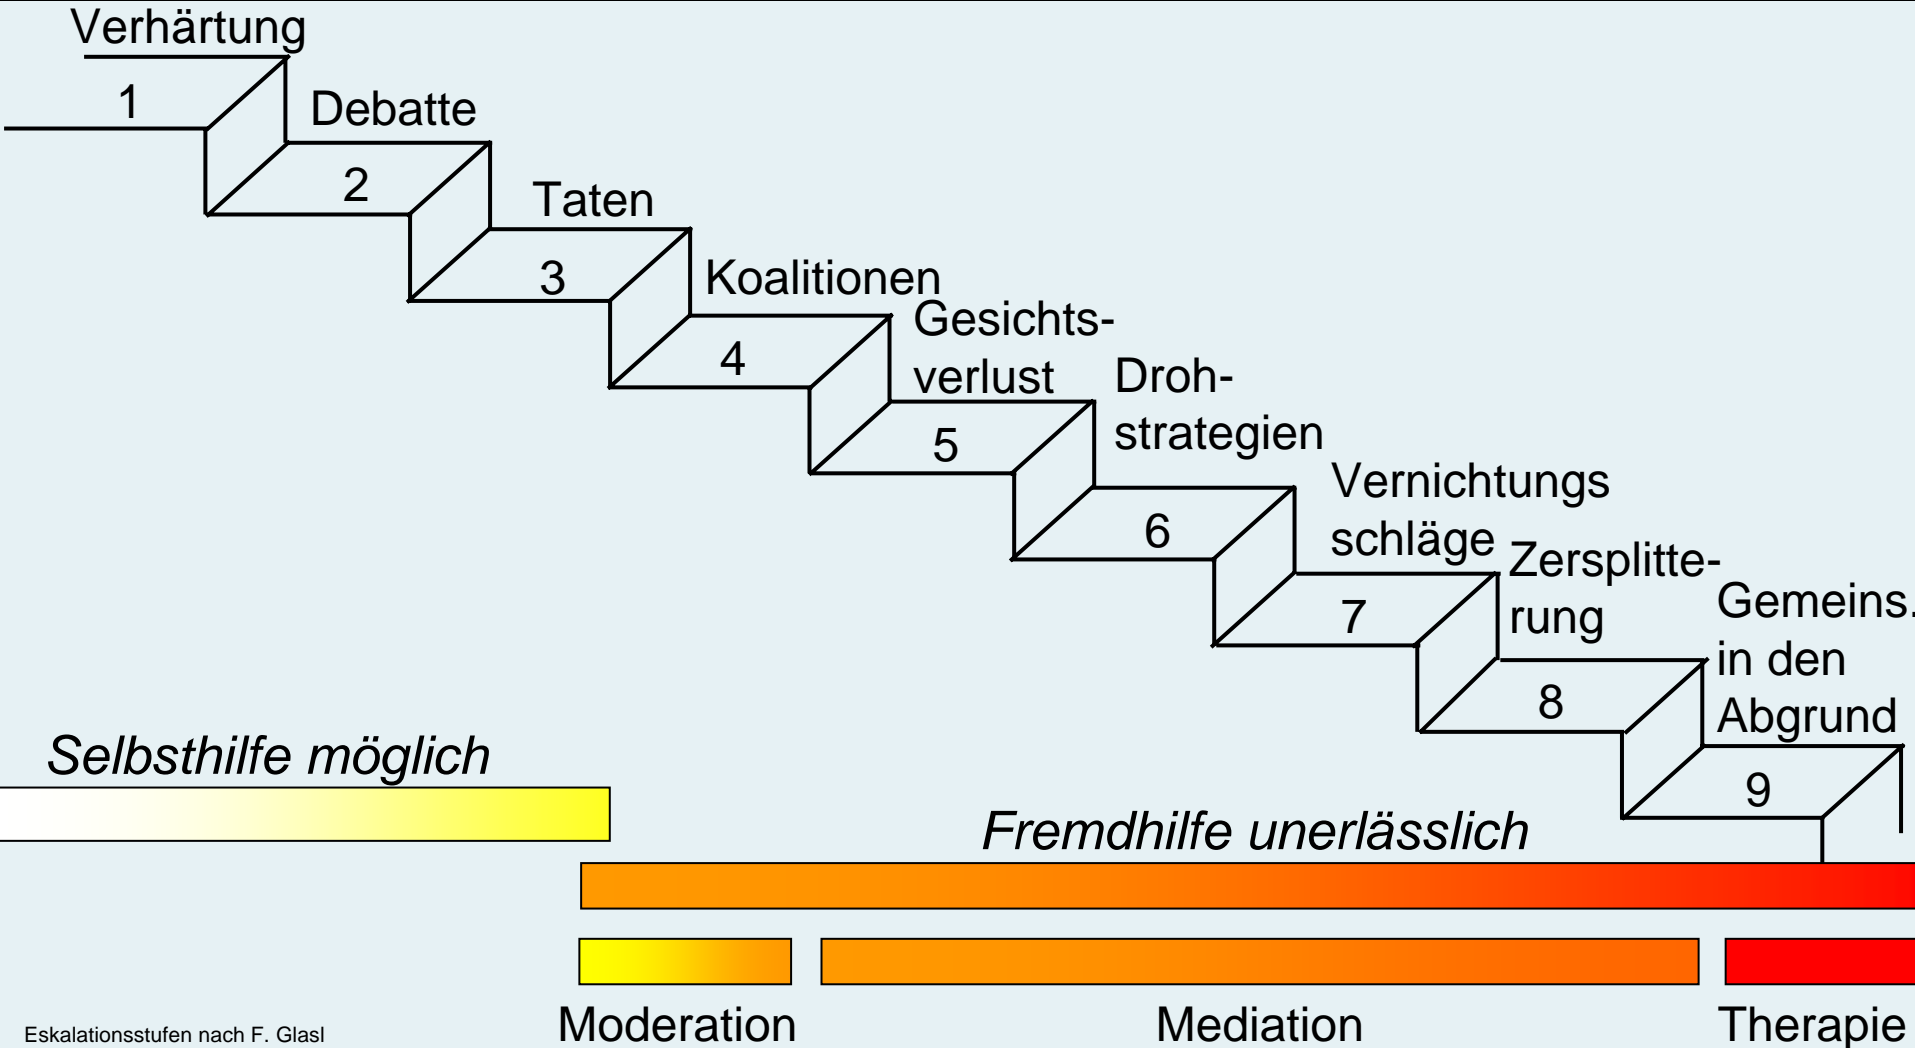 Verhärtung
1
Debatte
2
Taten
3
Koalitionen
4
Gesichts-
verlust
5
Droh-
strategien
6
Vernichtungs
schläge
7
Zersplitte-
rung
8
Gemeins.
in den
Abgrund
9
Selbsthilfe möglich
Fremdhilfe unerlässlich
Moderation
Mediation
Therapie
Eskalationsstufen nach F. Glasl